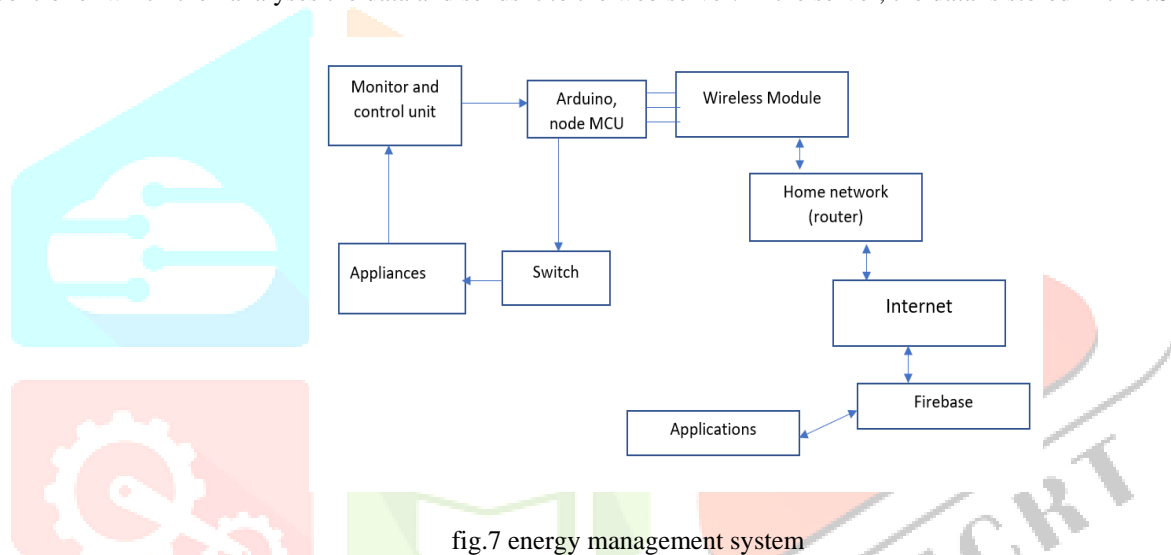 Monitor and
control unit
Arduino,
node MCU
Wireless Module
Home network
(router)
Appliances
Switch
Internet
Firebase
Applications
fig.7 energy management system